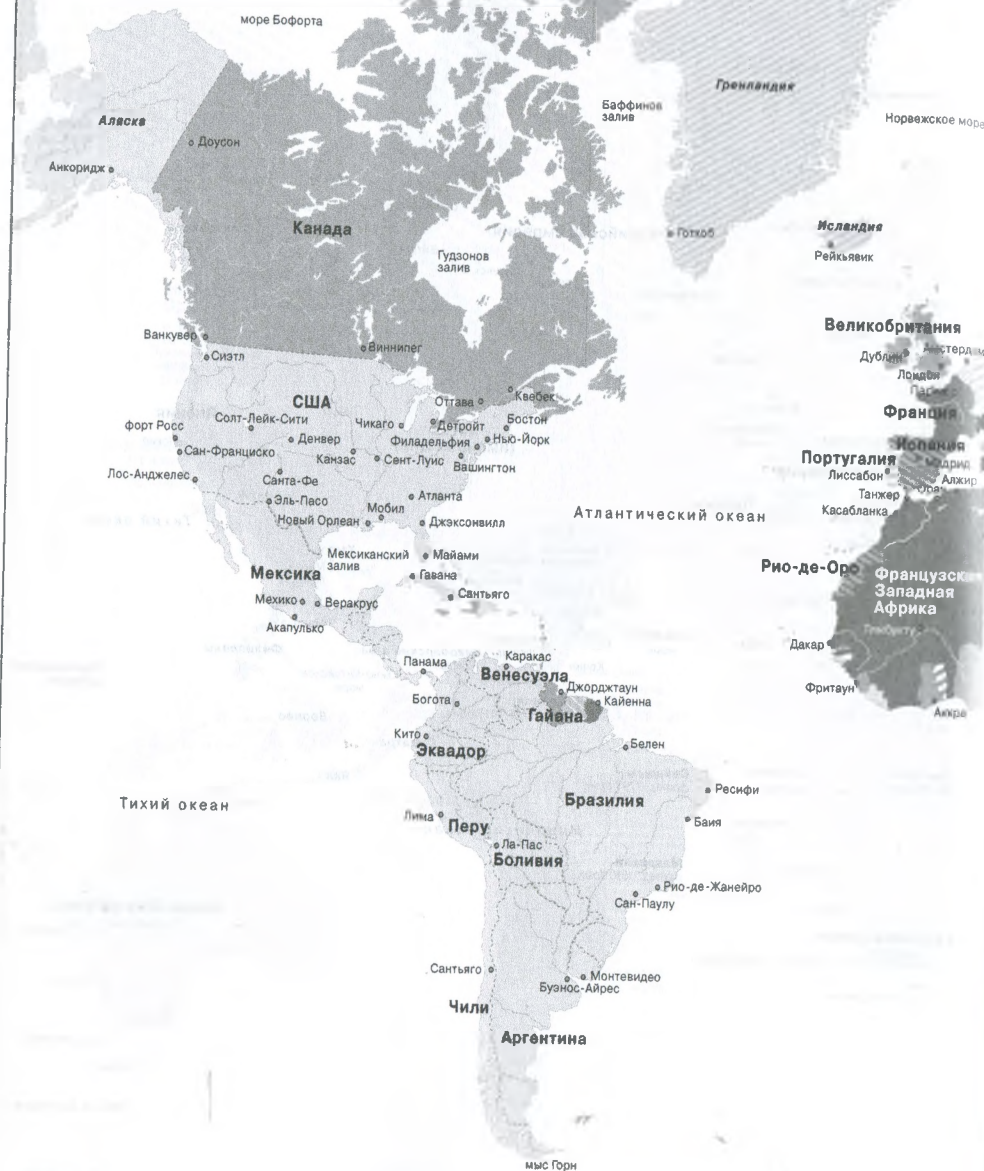 море Бофорта
Гренландия
Баффинов
залив
Норвежское море
Аляска
Доусон
Анкоридж
Канада
Гудзонов
залив
Готхоб
Исландия
Рейкьявик
Ванкувер
Виннипег
Сиэтл
Великобритания
Дублин
Лондон
Париж
США
Оттава
Квебек
Франция
Солт-Лейк-Сити
Чикаго
Детройт
Бостон
форт Росс
Денвер
Филадельфия
Нью-Йорк
Испания
Сан-Франциско
Канзас
Сент-Луис
Вашингтон
Португалия
Мадрид
Лос-Анджелес
Санта-Фе
Лиссабон
Алжир
Эль-Пасо
Атланта
Танжер
Оран
Мобил
Новый Орлеан
Джэксонвилл
Атлантический океан
Касабланка
Мексиканский
залив
Майами
Мексика
Гавана
Рио-де-Оро
Французская
Западная
Африка
Мехико
Веракрус
Сантьяго
Акапулько
Тимбукту
Дакар
Панама
Каракас
Венесуэла
Джорджтаун
Фритаун
Богота
Кайенна
Гайана
Аккра
Кито
Эквадор
Белен
Тихий океан
Бразилия
Ресифи
Лима
Перу
Баия
Ла-Пас
Боливия
Рио-де-Жанейро
Сан-Паулу
Сантьяго
Монтевидео
Буэнос-Айрес
Чили
Аргентина
мыс Горн